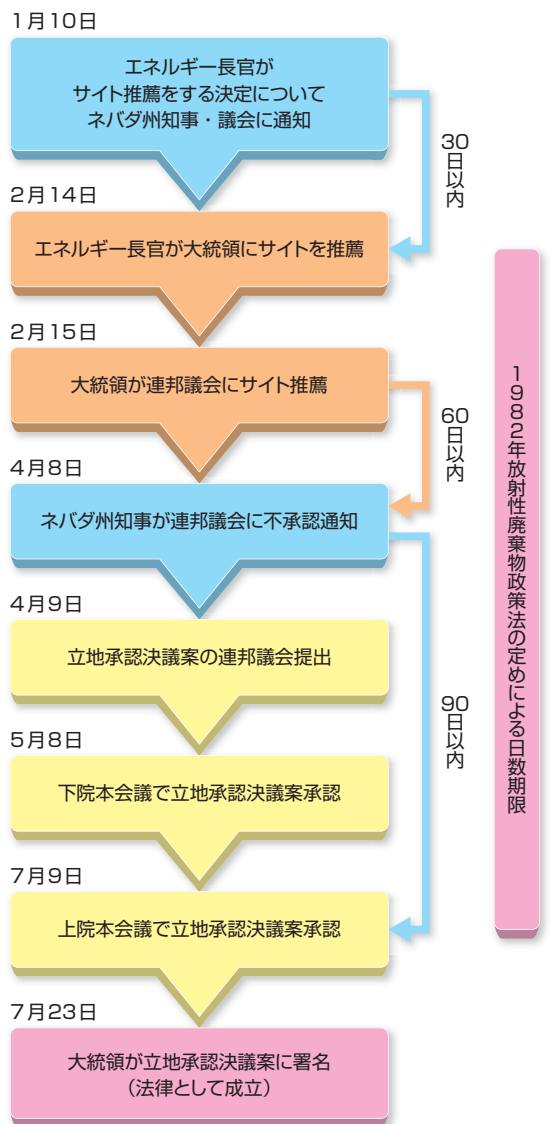 1月10日
エネルギー長官が
サイト推薦をする決定について
ネバダ州知事・議会に通知
30日以内
2月14日
エネルギー長官が大統領にサイトを推薦
2月15日
大統領が連邦議会にサイト推薦
60日以内
4月8日
ネバダ州知事が連邦議会に不承認通知
4月9日
立地承認決議案の連邦議会提出
90日以内
5月8日
下院本会議で立地承認決議案承認
7月9日
上院本会議で立地承認決議案承認
7月23日
大統領が立地承認決議案に署名
(法律として成立)
1982年放射性廃棄物政策法の定めによる日数期限